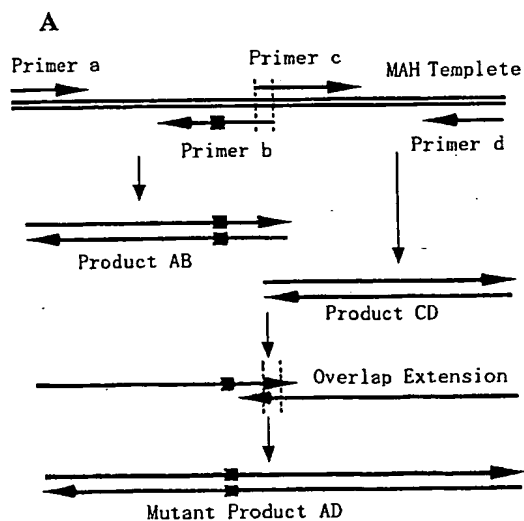 A
Primer c
Primer a
MAH Templete
Primer b
Primer d
Product AB
Product CD
Overlap Extension
Mutant Product AD